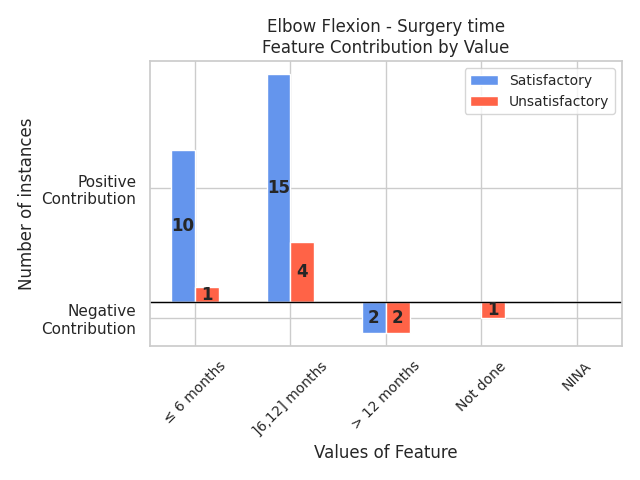 Elbow Flexion - Surgery time
Feature Contribution by Value
Satisfactory
Unsatisfactory
Number of instances
Positive
Contribution
Negative
Contribution
10
1
15
4
2
2
1
≤ 6 months
]6,12] months
> 12 months
Not done
NINA
Values of Feature